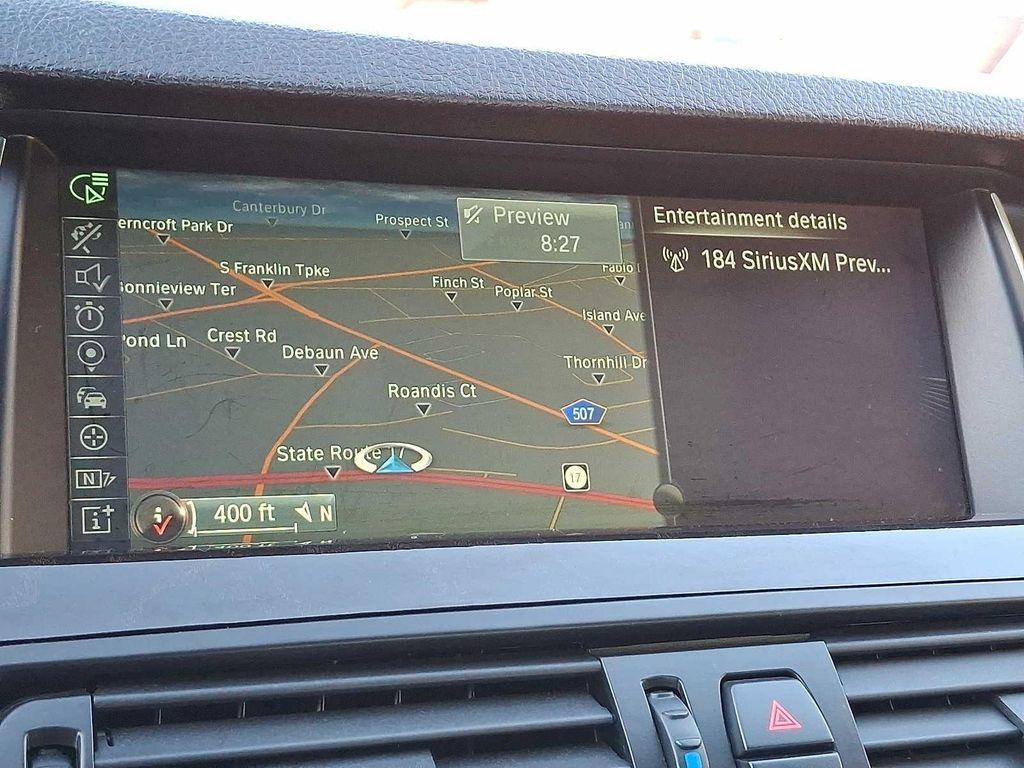 Canterbury Dr
erncroft Park Dr
Prospect St
Preview
8:27
Entertainment details
184 SiriusXM Prev...
S Franklin Tpke
onnieview Ter
Finch St
Poplar St
Island Ave
Pond Ln
Crest Rd
Debaun Ave
Thornhill Dr
Roandis Ct
507
State Route 17
17
400 ft
N
N
i